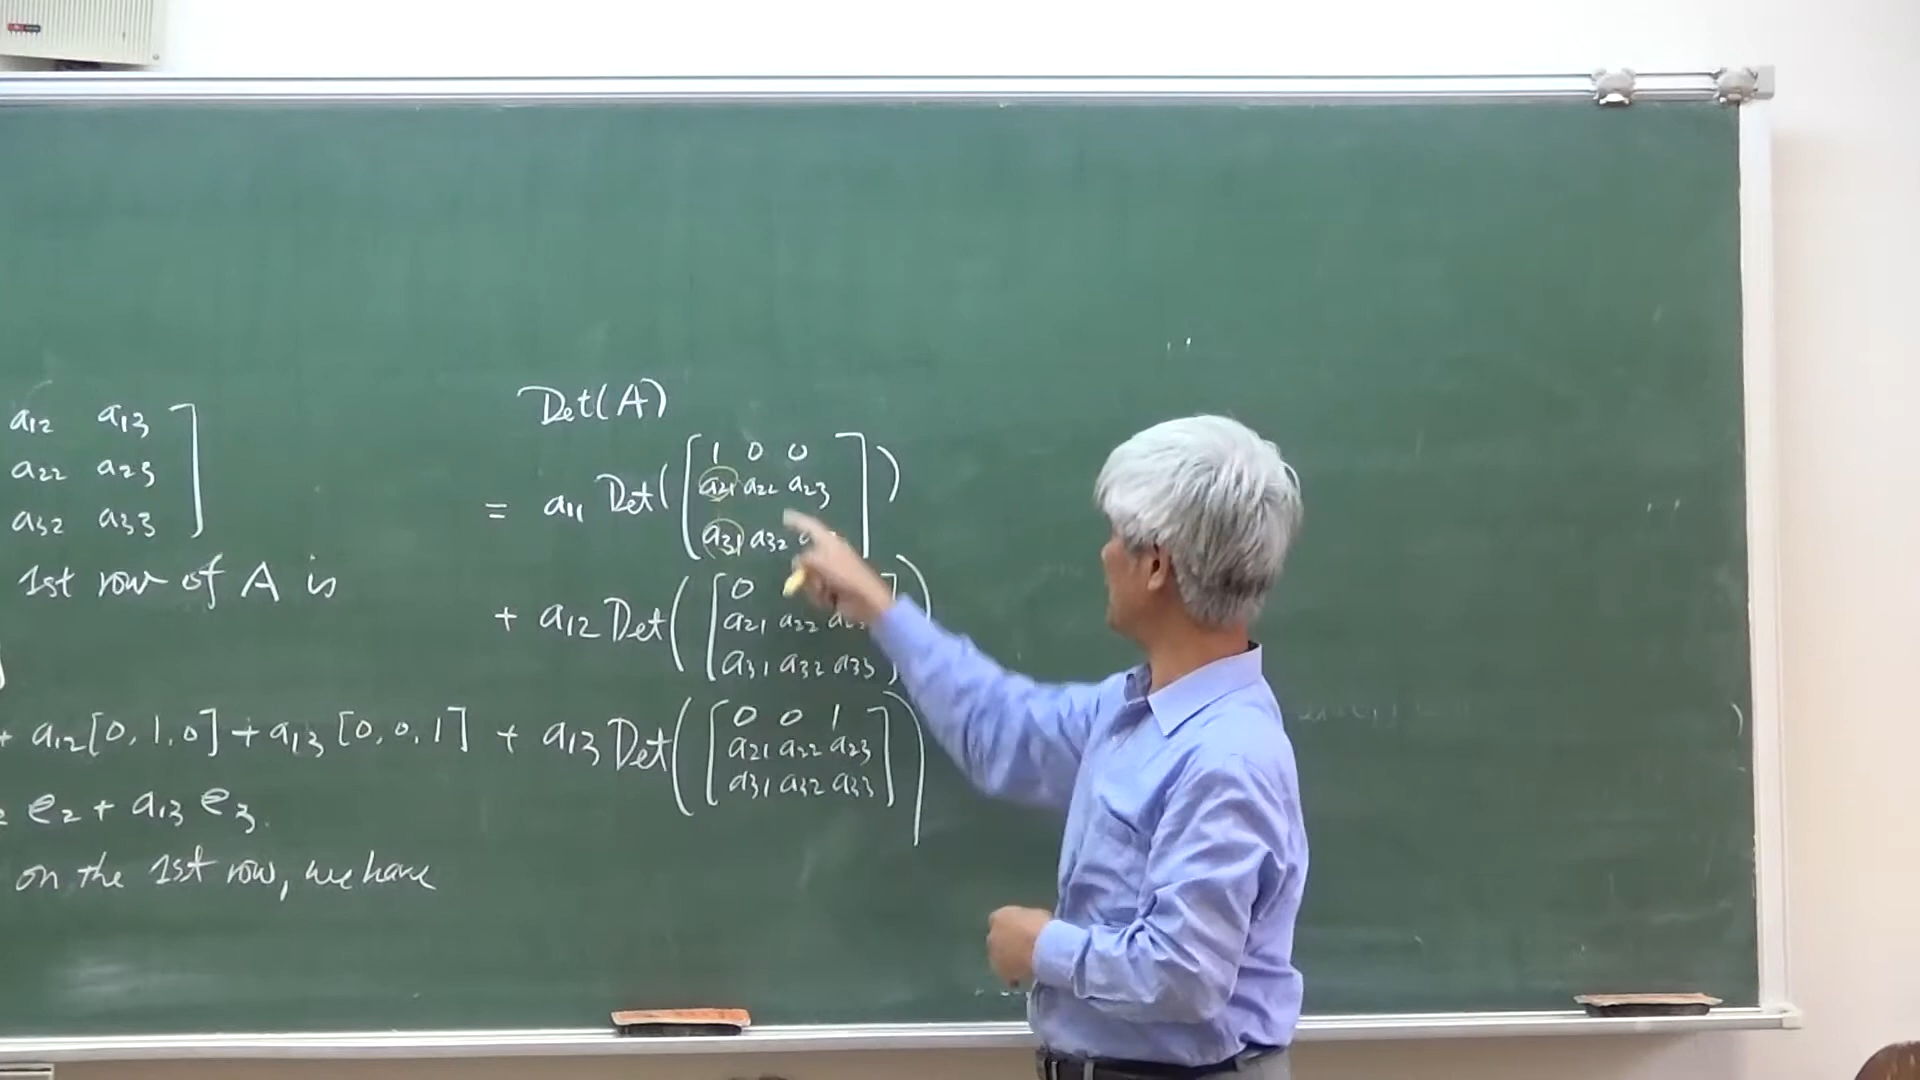 a12 a13
a22 a23
a32 a33
1st row of A is
+ a12[0,1,0]+a13[0,0,1]
e2+ a13 e3.
on the 1st row, we have
Det(A)
= a11 Det([1 0 0
a21 a22 a23
a31 a32
+ a12 Det([0
a21 a22
a31 a32 a33
+ a13 Det([0 0 1
a21 a22 a23
a31 a32 a33])